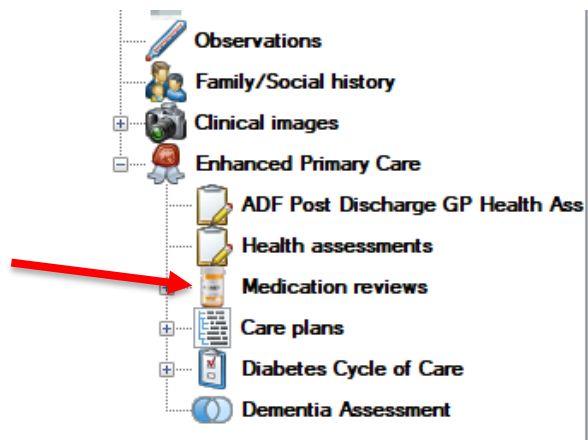 Observations
Family/Social history
Clinical images
Enhanced Primary Care
ADF Post Discharge GP Health Ass
Health assessments
Medication reviews
Care plans
Diabetes Cycle of Care
Dementia Assessment